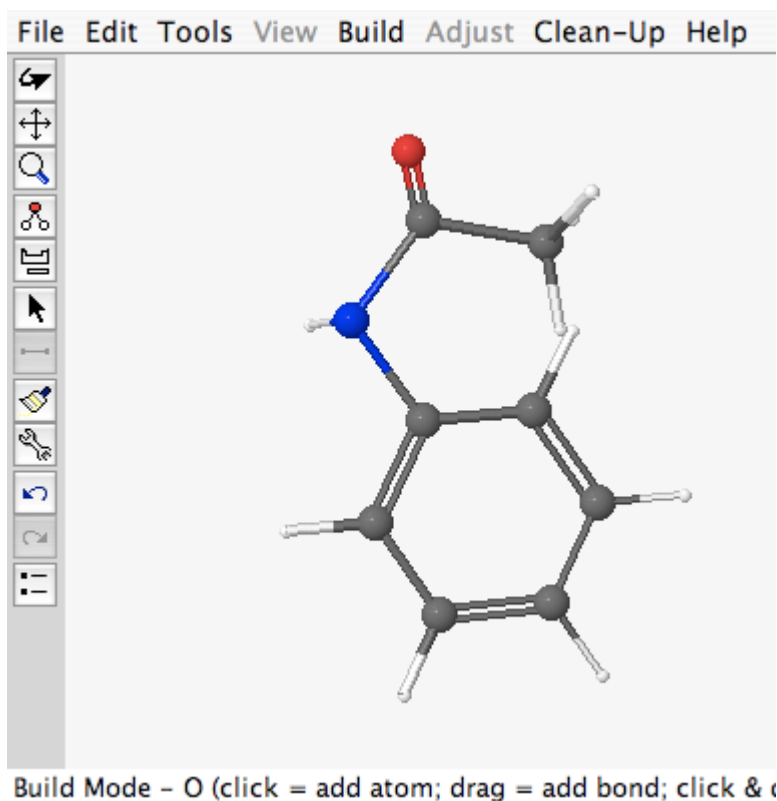 File Edit Tools View Build Adjust Clean-Up Help
Build Mode - O (click = add atom; drag = add bond; click &